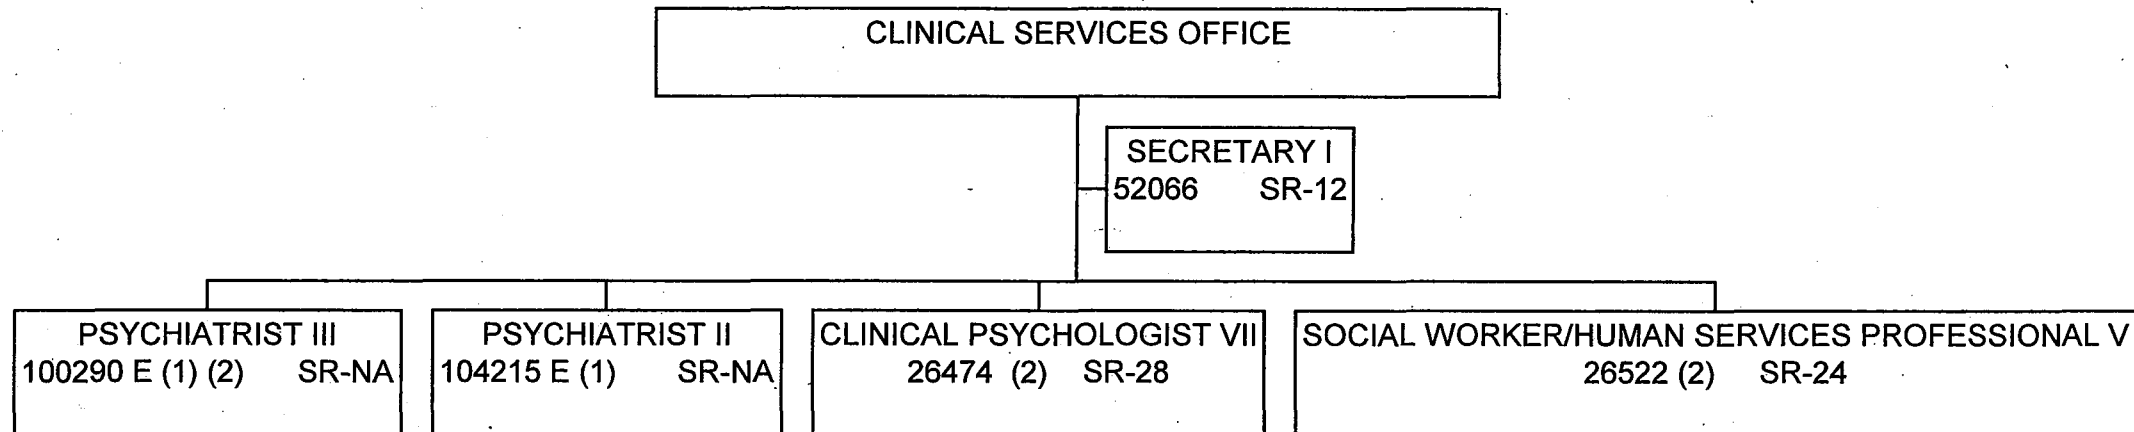 CLINICAL SERVICES OFFICE
SECRETARY I
52066 SR-12
PSYCHIATRIST III
100290 E (1) (2) SR-NA
PSYCHIATRIST II
104215 E (1) SR-NA
CLINICAL PSYCHOLOGIST VII
26474 (2) SR-28
SOCIAL WORKER/HUMAN SERVICES PROFESSIONAL V
26522 (2) SR-24